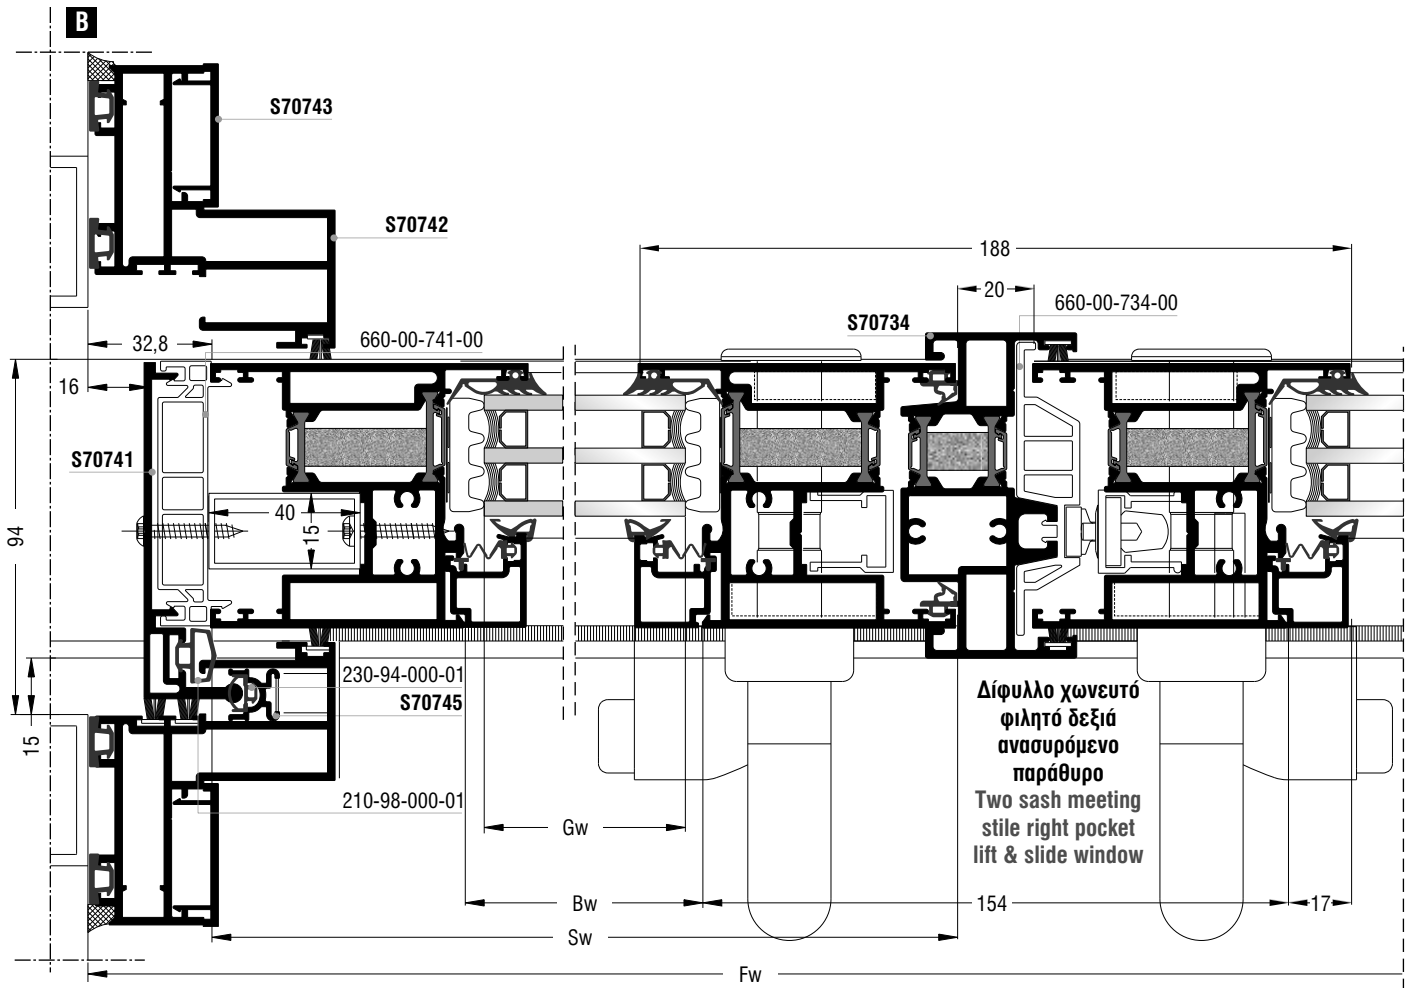 B
S70743
S70742
188
20
660-00-734-00
S70734
32,8
660-00-741-00
16
S70741
40
15
94
230-94-000-01
S70745
15
210-98-000-01
Δίφυλλο χωνευτό
φιλητό δεξιά
ανασυρόμενο
παράθυρο
Two sash meeting
stile right pocket
lift & slide window
Gw
Bw
154
17
Sw
Fw